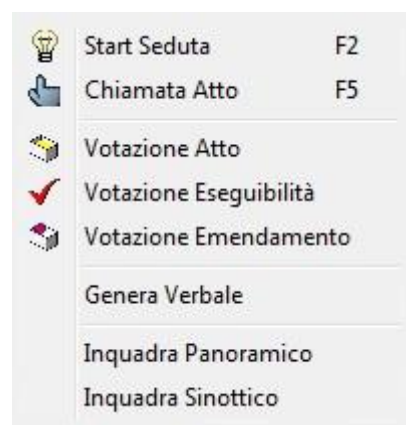 Start Seduta F2
Chiamata Atto F5
Votazione Atto
Votazione Eseguibilità
Votazione Emendamento
Genera Verbale
Inquadra Panoramico
Inquadra Sinottico